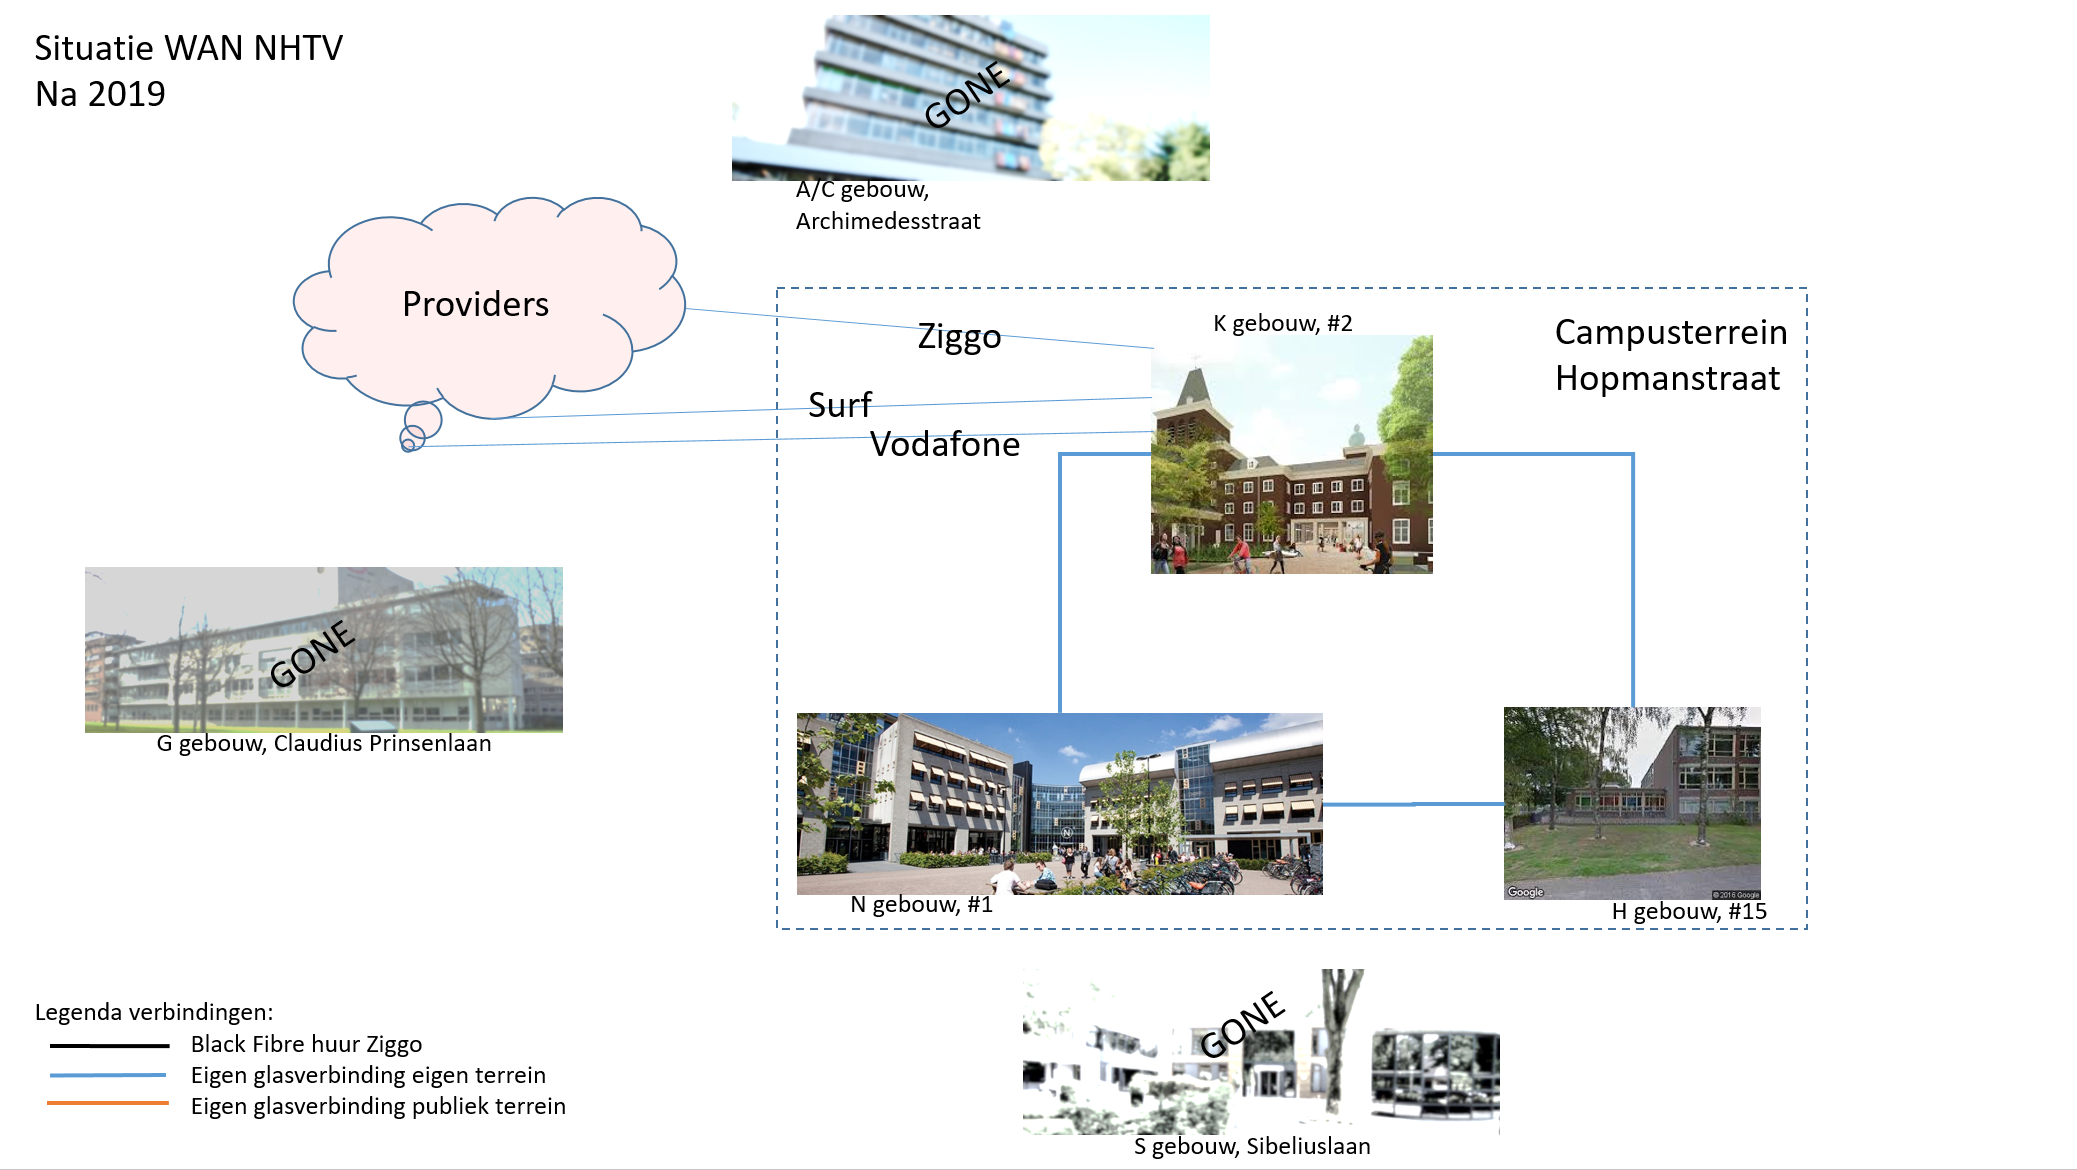 Situatie WAN NHTV
Na 2019
GONE
A/C gebouw,
Archimedesstraat
Providers
Ziggo
Surf
Vodafone
K gebouw, #2
Campusterrein
Hopmanstraat
GONE
G gebouw, Claudius Prinsenlaan
N
N gebouw, #1
Google
© 2016 Google
H gebouw, #15
GONE
S gebouw, Sibeliuslaan
Legenda verbindingen:
Black Fibre huur Ziggo
Eigen glasverbinding eigen terrein
Eigen glasverbinding publiek terrein